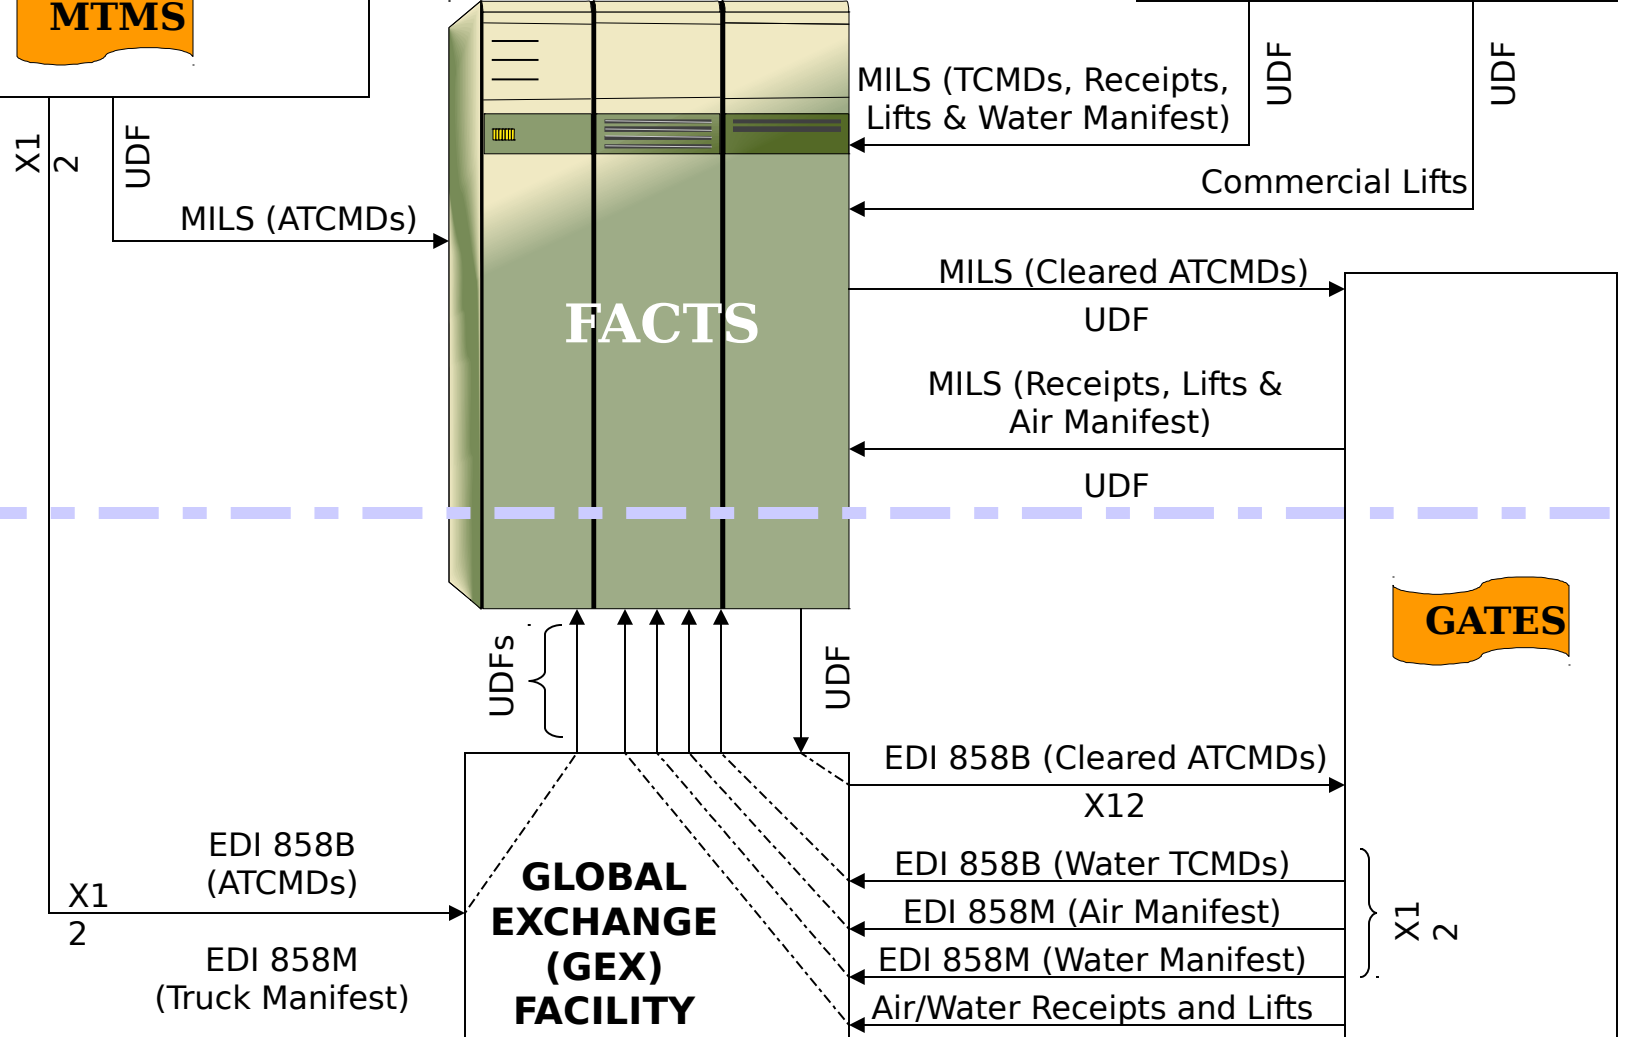 MTMS
X1
2
UDF
MILS (ATCMDs)
FACTS
MILS (TCMDs, Receipts,
Lifts & Water Manifest)
UDF
UDF
Commercial Lifts
MILS (Cleared ATCMDs)
UDF
MILS (Receipts, Lifts &
Air Manifest)
UDF
GATES
UDFs
UDF
EDI 858B (Cleared ATCMDs)
X12
EDI 858B
(ATCMDs)
X1
2
EDI 858M
(Truck Manifest)
GLOBAL
EXCHANGE
(GEX)
FACILITY
EDI 858B (Water TCMDs)
EDI 858M (Air Manifest)
EDI 858M (Water Manifest)
Air/Water Receipts and Lifts
X1
2